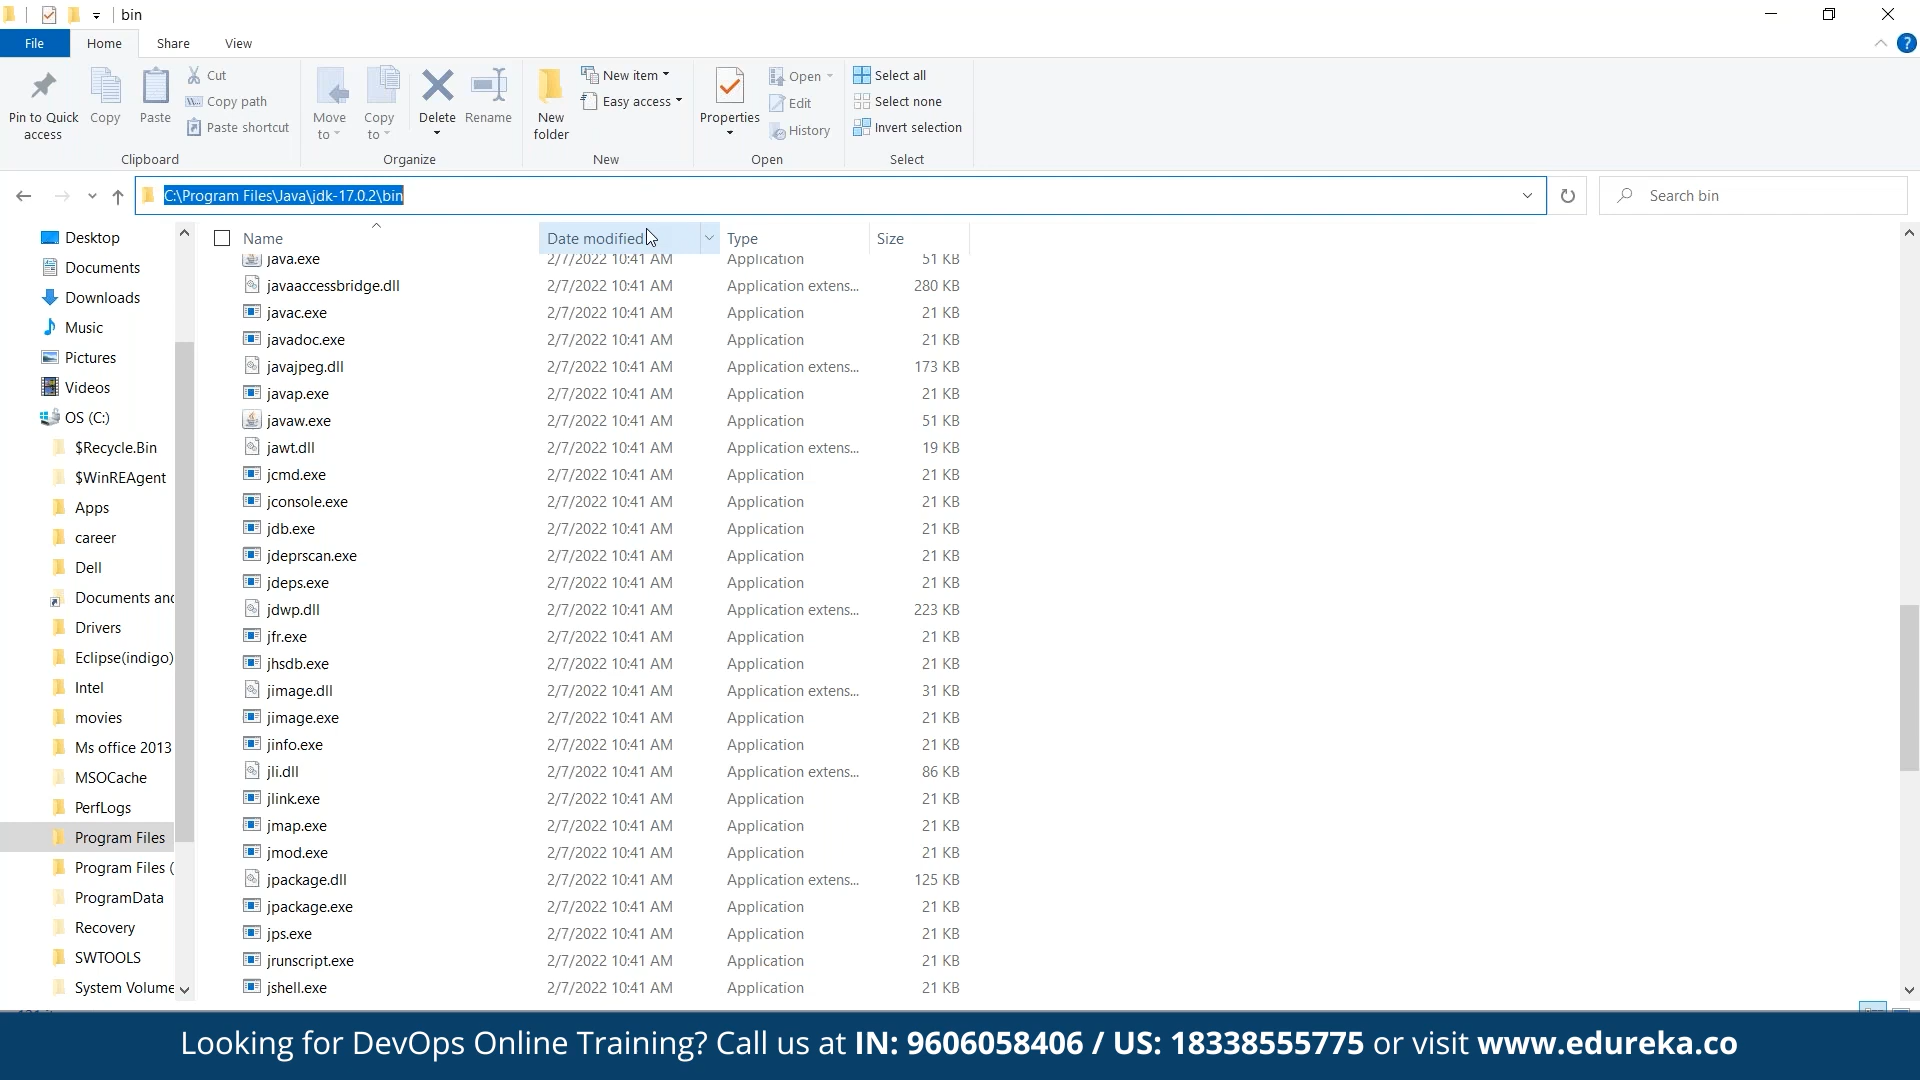 bin
File Home Share View
Pin to Quick access
Copy
Paste
Cut
Copy path
Paste shortcut
Clipboard
Move to
Copy to
Delete
Rename
Organize
New folder
New item
Easy access
New
Properties
Open
Edit
History
Open
Select all
Select none
Invert selection
Select
C:\Program Files\Java\jdk-17.0.2\bin
Search bin
Desktop
Documents
Downloads
Music
Pictures
Videos
OS (C:)
$Recycle.Bin
$WinREAgent
Apps
career
Dell
Documents and
Drivers
Eclipse(indigo)
Intel
movies
Ms office 2013
MSOCache
PerfLogs
Program Files
Program Files (
ProgramData
Recovery
SWTOOLS
System Volume
Name Date modified Type Size
java.exe 2/7/2022 10:41 AM Application 51 KB
javaaccessbridge.dll 2/7/2022 10:41 AM Application extens... 280 KB
javac.exe 2/7/2022 10:41 AM Application 21 KB
javadoc.exe 2/7/2022 10:41 AM Application 21 KB
javajpeg.dll 2/7/2022 10:41 AM Application extens... 173 KB
javap.exe 2/7/2022 10:41 AM Application 21 KB
javaw.exe 2/7/2022 10:41 AM Application 51 KB
jawt.dll 2/7/2022 10:41 AM Application extens... 19 KB
jcmd.exe 2/7/2022 10:41 AM Application 21 KB
jconsole.exe 2/7/2022 10:41 AM Application 21 KB
jdb.exe 2/7/2022 10:41 AM Application 21 KB
jdeprscan.exe 2/7/2022 10:41 AM Application 21 KB
jdeps.exe 2/7/2022 10:41 AM Application 21 KB
jdwp.dll 2/7/2022 10:41 AM Application extens... 223 KB
jfr.exe 2/7/2022 10:41 AM Application 21 KB
jhsdb.exe 2/7/2022 10:41 AM Application 21 KB
jimage.dll 2/7/2022 10:41 AM Application extens... 31 KB
jimage.exe 2/7/2022 10:41 AM Application 21 KB
jinfo.exe 2/7/2022 10:41 AM Application 21 KB
jli.dll 2/7/2022 10:41 AM Application extens... 86 KB
jlink.exe 2/7/2022 10:41 AM Application 21 KB
jmap.exe 2/7/2022 10:41 AM Application 21 KB
jmod.exe 2/7/2022 10:41 AM Application 21 KB
jpackage.dll 2/7/2022 10:41 AM Application extens... 125 KB
jpackage.exe 2/7/2022 10:41 AM Application 21 KB
jps.exe 2/7/2022 10:41 AM Application 21 KB
jrunscript.exe 2/7/2022 10:41 AM Application 21 KB
jshell.exe 2/7/2022 10:41 AM Application 21 KB
Looking for DevOps Online Training? Call us at IN: 9606058406 / US: 18338555775 or visit www.edureka.co